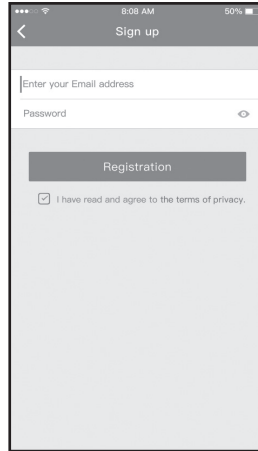 8:08 AM 50%
Sign up
Enter your Email address
Password
Registration
I have read and agree to the terms of privacy.